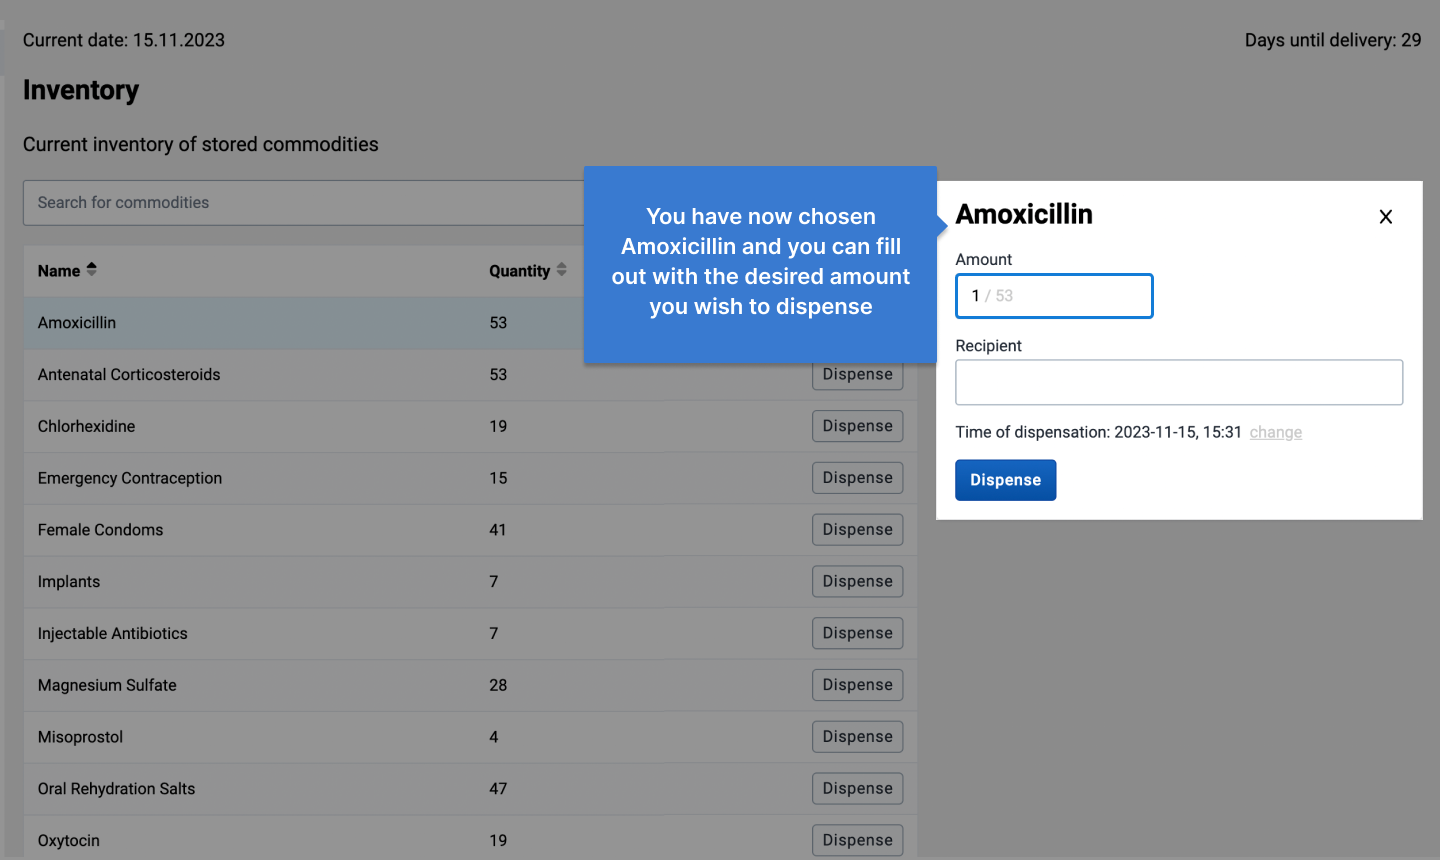 Current date: 15.11.2023
Days until delivery: 29
Inventory
Current inventory of stored commodities
Search for commodities
Name
Quantity
Amoxicillin 53
Antenatal Corticosteroids 53 Dispense
Chlorhexidine 19 Dispense
Emergency Contraception 15 Dispense
Female Condoms 41 Dispense
Implants 7 Dispense
Injectable Antibiotics 7 Dispense
Magnesium Sulfate 28 Dispense
Misoprostol 4 Dispense
Oral Rehydration Salts 47 Dispense
Oxytocin 19 Dispense
You have now chosen
Amoxicillin and you can fill
out with the desired amount
you wish to dispense
Amoxicillin
X
Amount
1 / 53
Recipient
Time of dispensation: 2023-11-15, 15:31 change
Dispense